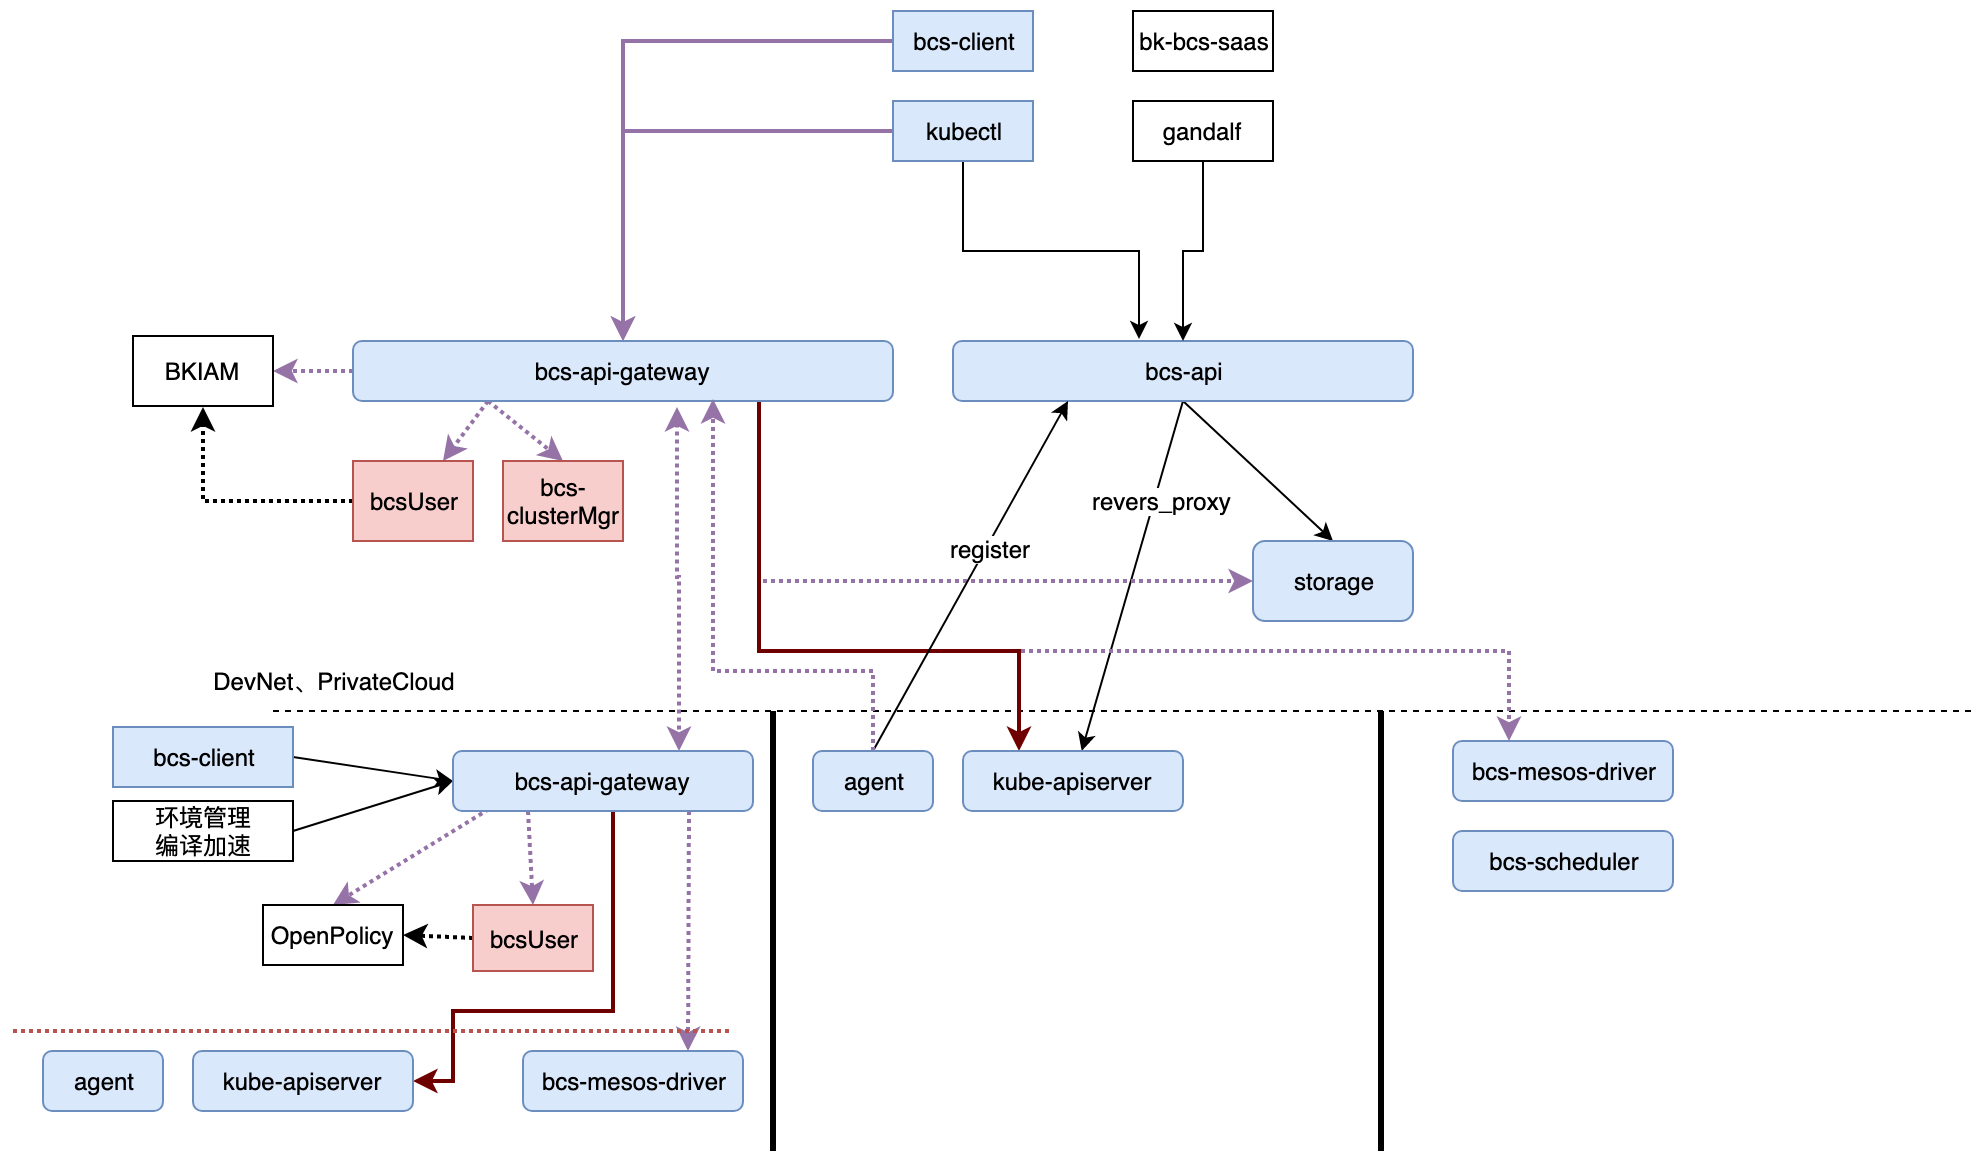 bcs-client
bk-bcs-saas
kubectl
gandalf
BKIAM
bcs-api-gateway
bcs-api
bcsUser
bcs-
clusterMgr
revers_proxy
register
storage
DevNet、PrivateCloud
bcs-client
bcs-api-gateway
agent
kube-apiserver
bcs-mesos-driver
环境管理
编译加速
bcs-scheduler
OpenPolicy
bcsUser
agent
kube-apiserver
bcs-mesos-driver